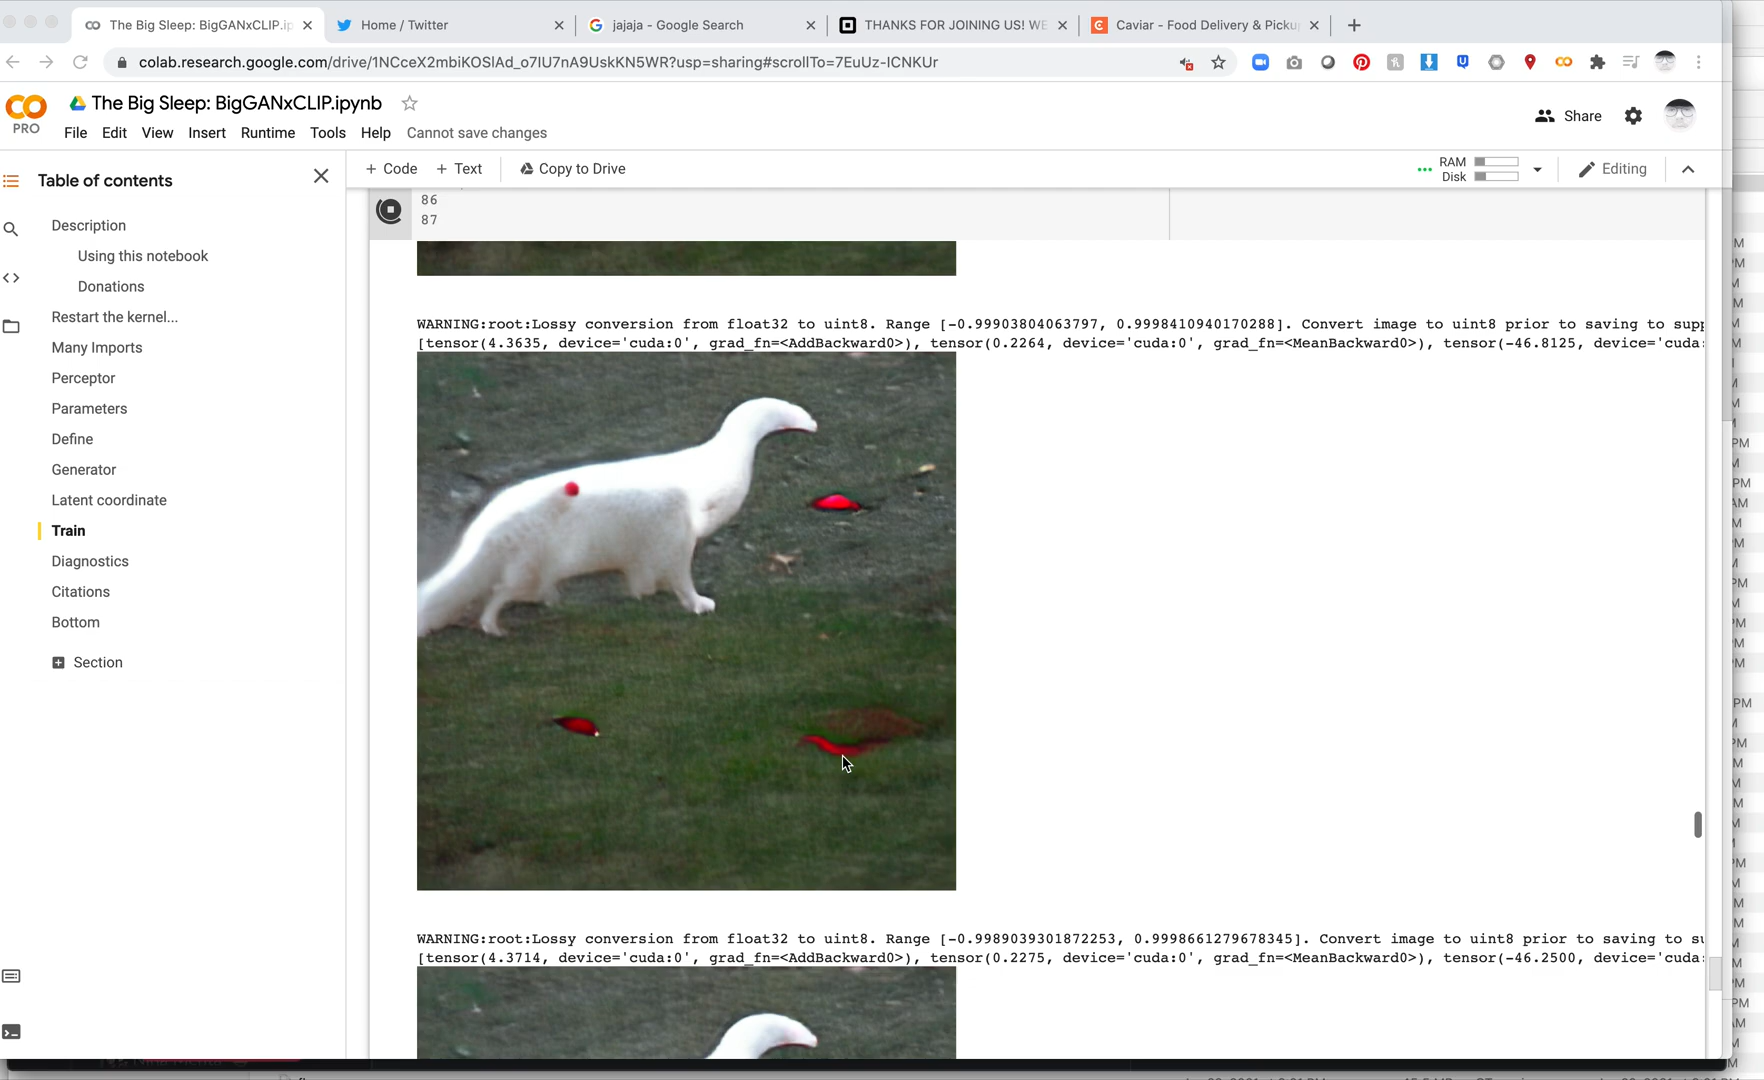 The Big Sleep: BigGANxCLIP.ip
Home / Twitter
jajaja - Google Search
THANKS FOR JOINING US! WE
Caviar - Food Delivery & Picku
colab.research.google.com/drive/1NCceX2mbiKOSlAd_o7IU7nA9UskKN5WR?usp=sharing#scrollTo=7EuUz-ICNKUr
PRO
The Big Sleep: BigGANxCLIP.ipynb
File Edit View Insert Runtime Tools Help Cannot save changes
Share
+ Code + Text Copy to Drive
RAM
Disk
Editing
Table of contents
Description
Using this notebook
Donations
Restart the kernel...
Many Imports
Perceptor
Parameters
Define
Generator
Latent coordinate
Train
Diagnostics
Citations
Bottom
Section
86
87
WARNING:root:Lossy conversion from float32 to uint8. Range [-0.99903804063797, 0.9998410940170288]. Convert image to uint8 prior to saving to supp
[tensor(4.3635, device='cuda:0', grad_fn=<AddBackward0>), tensor(0.2264, device='cuda:0', grad_fn=<MeanBackward0>), tensor(-46.8125, device='cuda:
WARNING:root:Lossy conversion from float32 to uint8. Range [-0.9989039301872253, 0.9998661279678345]. Convert image to uint8 prior to saving to su
[tensor(4.3714, device='cuda:0', grad_fn=<AddBackward0>), tensor(0.2275, device='cuda:0', grad_fn=<MeanBackward0>), tensor(-46.2500, device='cuda: